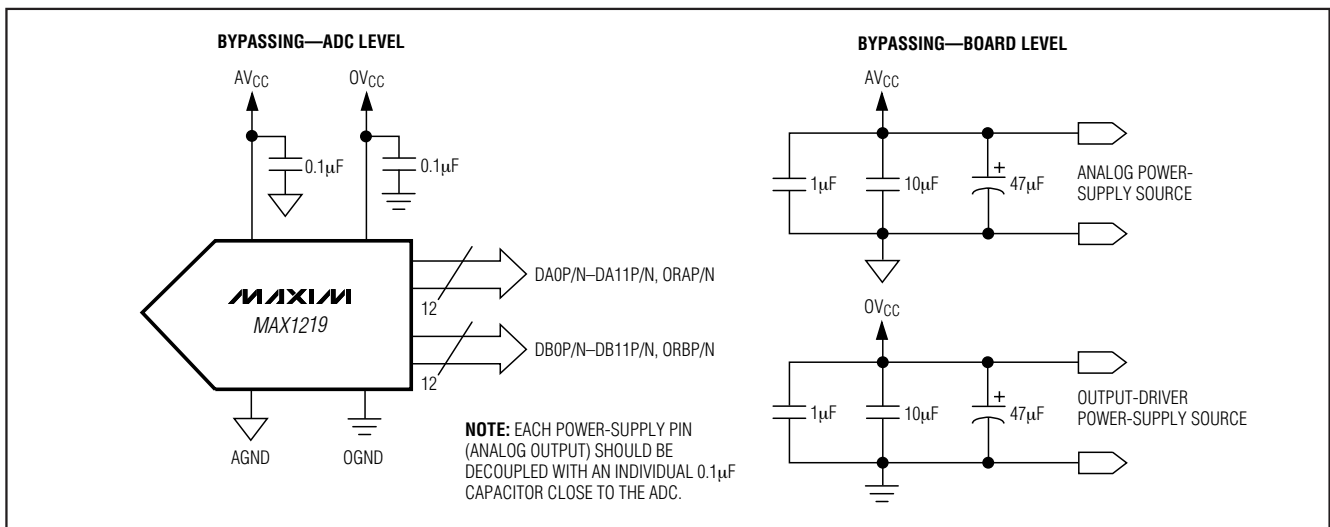 BYPASSING—ADC LEVEL
AVCC
OVCC
0.1µF
0.1µF
MAXIM
MAX1219
12
DA0P/N–DA11P/N, ORAP/N
12
DB0P/N–DB11P/N, ORBP/N
AGND
OGND
NOTE: EACH POWER-SUPPLY PIN
(ANALOG OUTPUT) SHOULD BE
DECOUPLED WITH AN INDIVIDUAL 0.1µF
CAPACITOR CLOSE TO THE ADC.
BYPASSING—BOARD LEVEL
AVCC
1µF
10µF
+
47µF
ANALOG POWER-
SUPPLY SOURCE
OVCC
1µF
10µF
+
47µF
OUTPUT-DRIVER
POWER-SUPPLY SOURCE